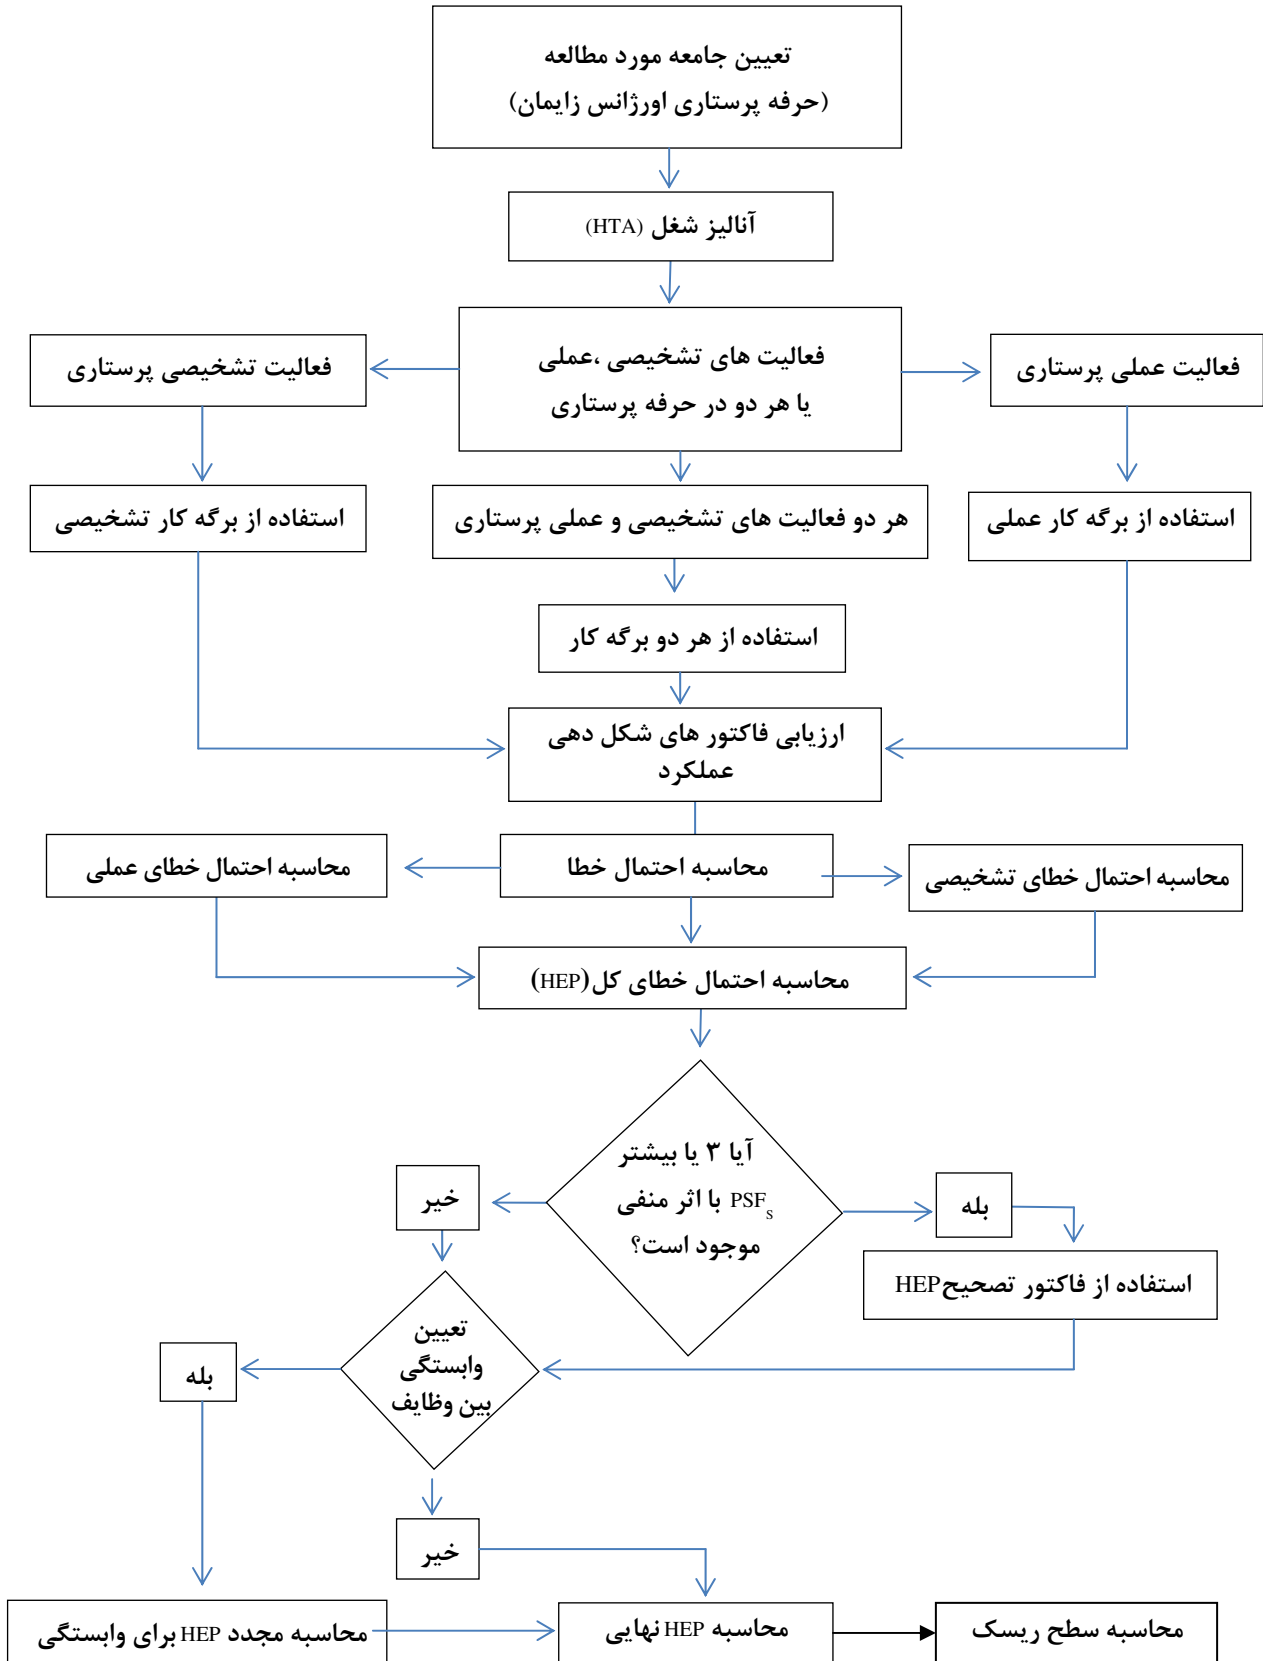 تعیین جامعه مورد مطالعه
(حرفه پرستاری اورژانس زایمان)
آنالیز شغل (HTA)
فعالیت های تشخیصی ،عملی
یا هر دو در حرفه پرستاری
فعالیت عملی پرستاری
فعالیت تشخیصی پرستاری
استفاده از برگه کار عملی
هر دو فعالیت های تشخیصی و عملی پرستاری
استفاده از برگه کار تشخیصی
استفاده از هر دو برگه کار
ارزیابی فاکتور های شکل دهی
عملکرد
محاسبه احتمال خطا
محاسبه احتمال خطای تشخیصی
محاسبه احتمال خطای عملی
محاسبه احتمال خطای کل(HEP)
آیا ۳ یا بیشتر
PSFs با اثر منفی
موجود است؟
بله
خیر
استفاده از فاکتور تصحیحHEP
تعیین
وابستگی
بین وظایف
بله
خیر
محاسبه مجدد HEP برای وابستگی
محاسبه HEP نهایی
محاسبه سطح ریسک